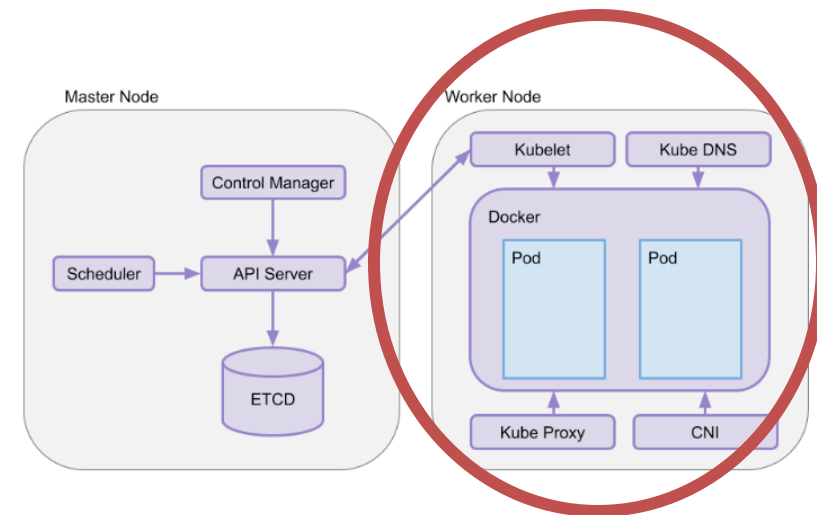 Master Node
Control Manager
Scheduler
API Server
ETCD
Worker Node
Kubelet
Kube DNS
Docker
Pod
Pod
Kube Proxy
CNI